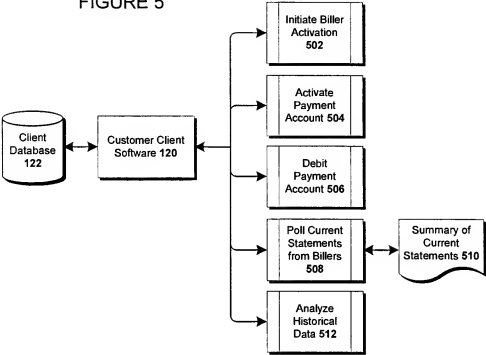 FIGURE 5
Initiate Biller
Activation
502
Activate
Payment
Account 504
Client
Database
122
Customer Client
Software 120
Debit
Payment
Account 506
Poll Current
Statements
from Billers
508
Summary of
Current
Statements 510
Analyze
Historical
Data 512